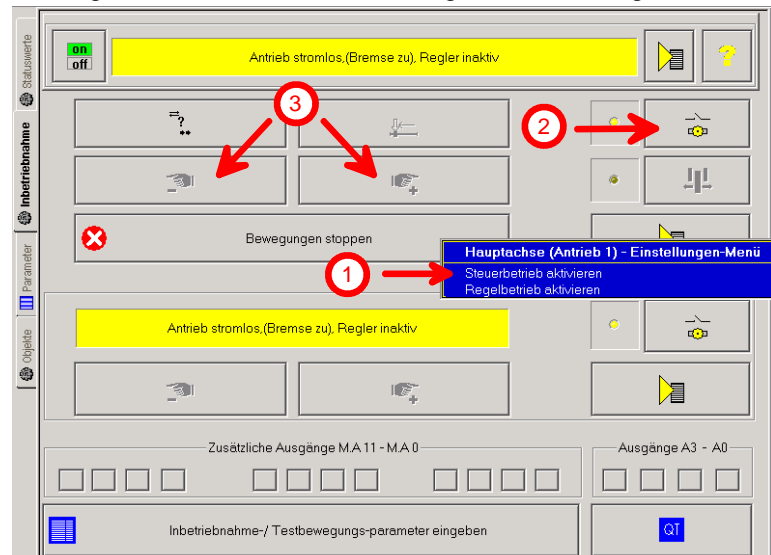 on
off
Antrieb stromlos,(Bremse zu), Regler inaktiv
?
Statuswerte
Inbetriebnahme
Parameter
Objekte
3
?
2
-
+
Bewegungen stoppen
Hauptachse (Antrieb 1) - Einstellungen-Menü
1
Steuerbetrieb aktivieren
Regelbetrieb aktivieren
Antrieb stromlos,(Bremse zu), Regler inaktiv
-
+
Zusätzliche Ausgänge M.A 11 - M.A 0
Ausgänge A3 - A0
Inbetriebnahme-/ Testbewegungs-parameter eingeben
QT